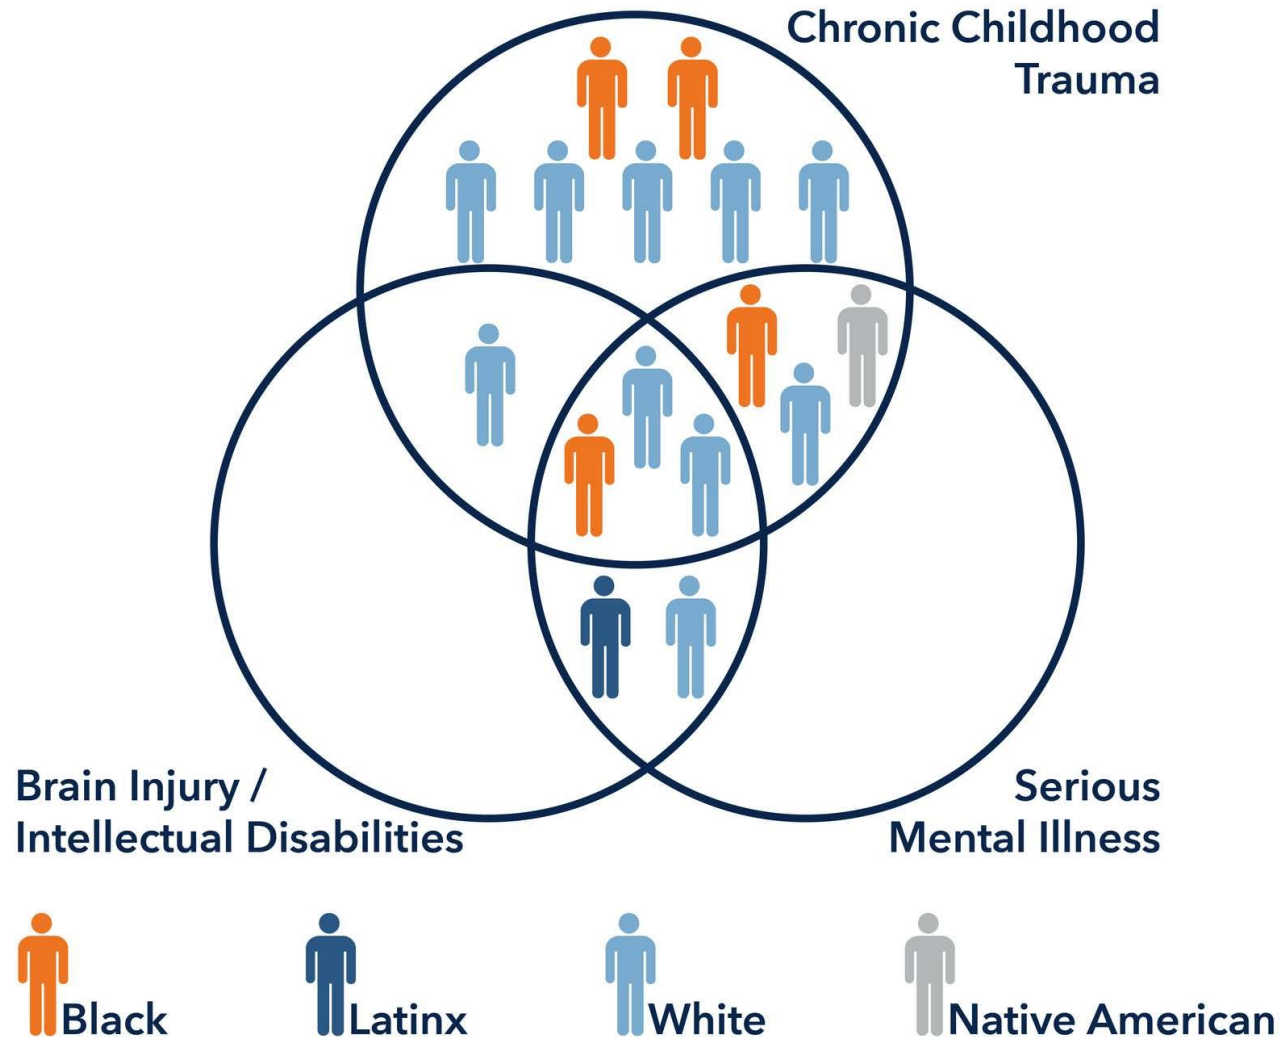 Chronic Childhood
Trauma
Brain Injury /
Intellectual Disabilities
Serious
Mental Illness
Black
Latinx
White
Native American